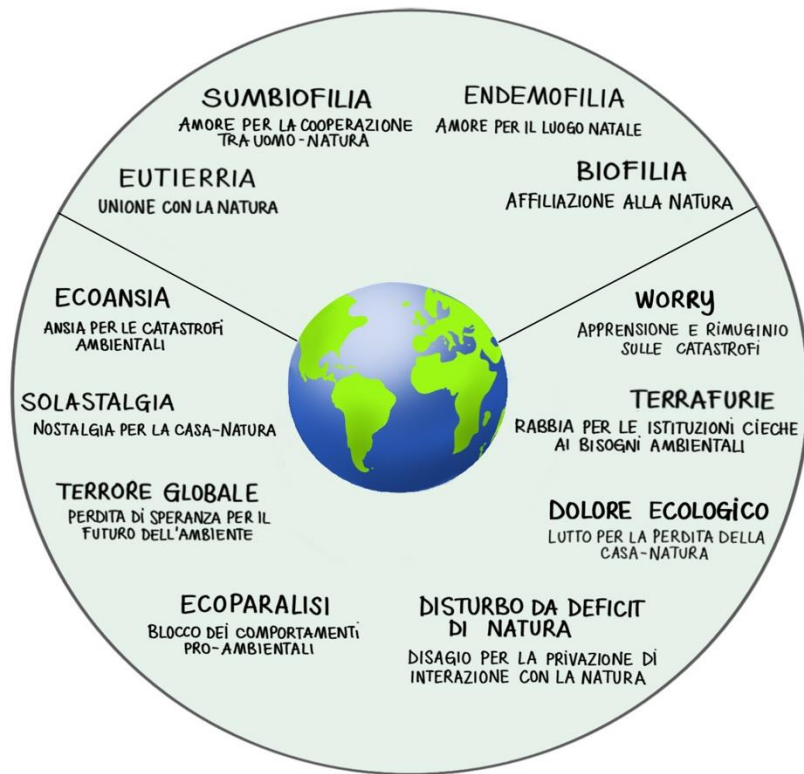 SUMBIOFILIA
AMORE PER LA COOPERAZIONE
TRA UOMO-NATURA
ENDEMOFILIA
AMORE PER IL LUOGO NATALE
EUTIERRIA
UNIONE CON LA NATURA
BIOFILIA
AFFILIAZIONE ALLA NATURA
ECOANSIA
ANSIA PER LE CATASTROFI
AMBIENTALI
WORRY
APPRENSIONE E RIMUGINIO
SULLE CATASTROFI
SOLASTALGIA
NOSTALGIA PER LA CASA-NATURA
TERRAFURIE
RABBIA PER LE ISTITUZIONI CIECHE
AI BISOGNI AMBIENTALI
TERRORE GLOBALE
PERDITA DI SPERANZA PER IL
FUTURO DELL'AMBIENTE
DOLORE ECOLOGICO
LUTTO PER LA PERDITA DELLA
CASA-NATURA
ECOPARALISI
BLOCCO DEI COMPORTAMENTI
PRO-AMBIENTALI
DISTURBO DA DEFICIT
DI NATURA
DISAGIO PER LA PRIVAZIONE DI
INTERAZIONE CON LA NATURA